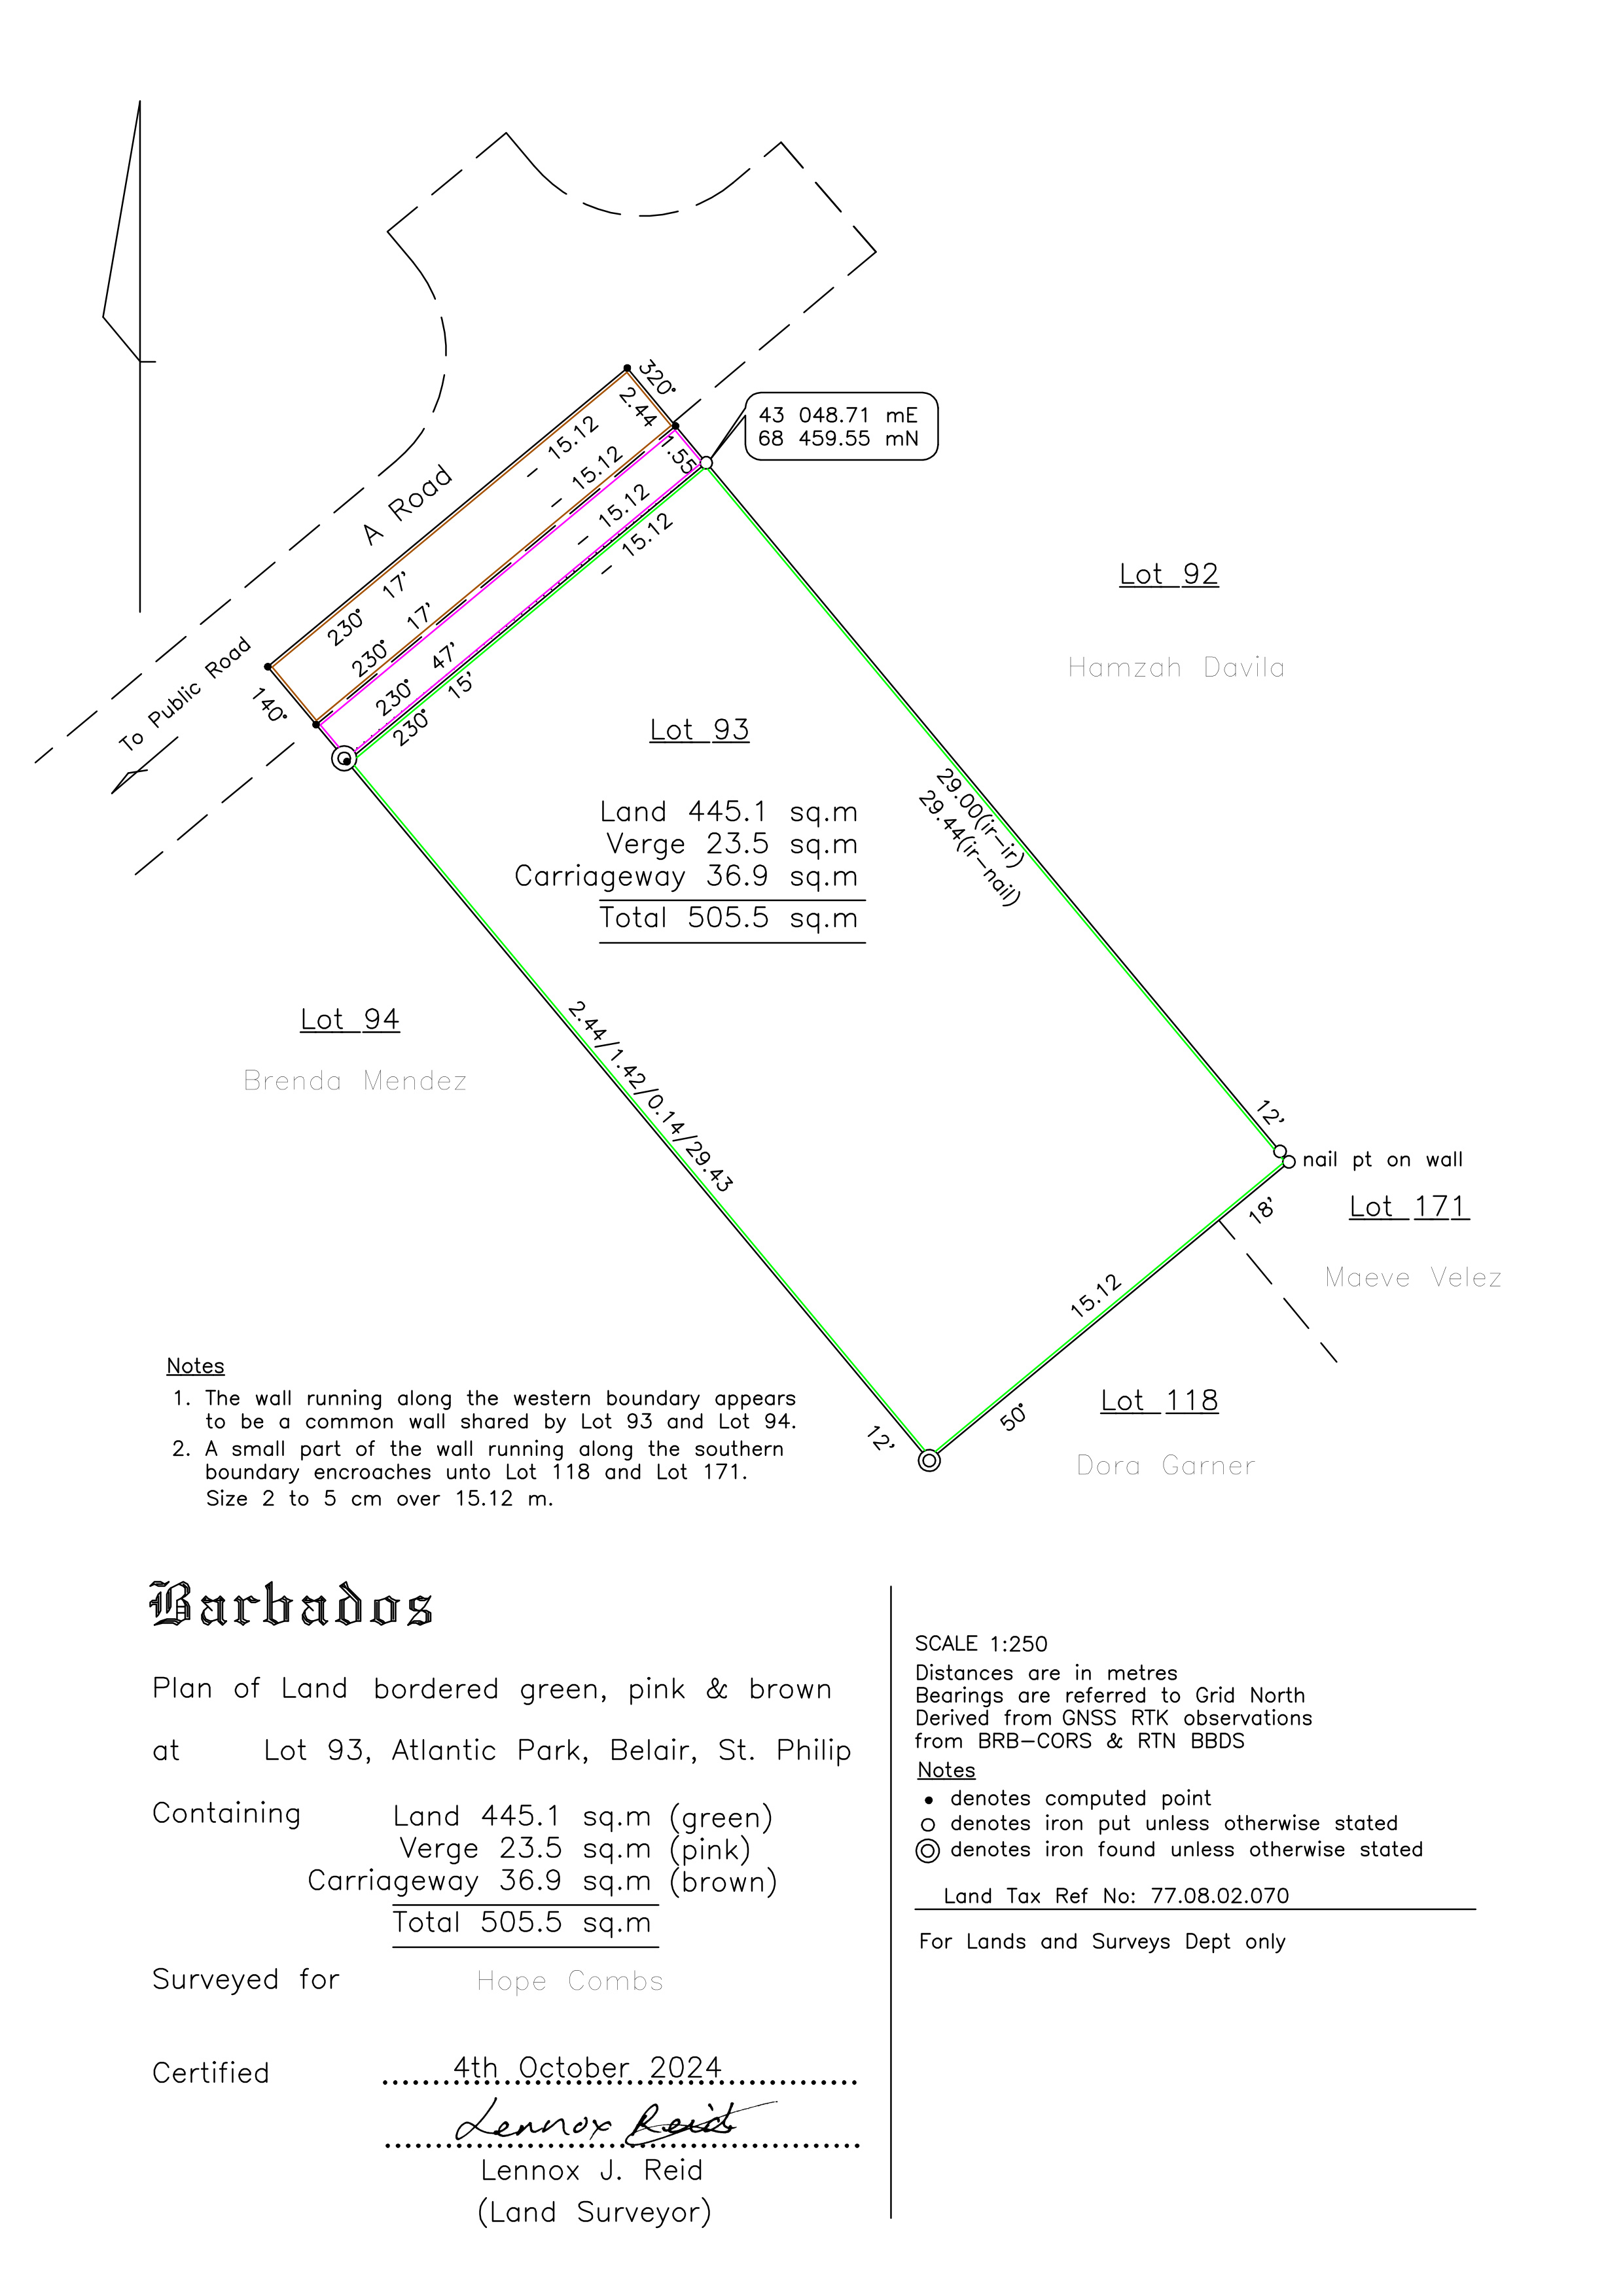 320°
2.44
43 048.71 mE
68 459.55 mN
1.55
– 15.12
– 15.12
– 15.12
– 15.12
A Road
230° 17'
230° 17'
230° 47'
230° 15'
To Public Road
140°
Lot 92
Hamzah Davila
Lot 93
Land 445.1 sq.m
Verge 23.5 sq.m
Carriageway 36.9 sq.m
Total 505.5 sq.m
29.00(ir–ir)
29.44(ir–nail)
Lot 94
Brenda Mendez
2.44/1.42/0.14/29.43
12'
nail pt on wall
18'
Lot 171
Maeve Velez
15.12
50°
12'
Lot 118
Dora Garner
Notes
1. The wall running along the western boundary appears
to be a common wall shared by Lot 93 and Lot 94.
2. A small part of the wall running along the southern
boundary encroaches unto Lot 118 and Lot 171.
Size 2 to 5 cm over 15.12 m.
Barbados
Plan of Land bordered green, pink & brown
at Lot 93, Atlantic Park, Belair, St. Philip
Containing Land 445.1 sq.m (green)
Verge 23.5 sq.m (pink)
Carriageway 36.9 sq.m (brown)
Total 505.5 sq.m
Surveyed for Hope Combs
Certified 4th October 2024
Lennox Reid
Lennox J. Reid
(Land Surveyor)
SCALE 1:250
Distances are in metres
Bearings are referred to Grid North
Derived from GNSS RTK observations
from BRB–CORS & RTN BBDS
Notes
denotes computed point
denotes iron put unless otherwise stated
denotes iron found unless otherwise stated
Land Tax Ref No: 77.08.02.070
For Lands and Surveys Dept only